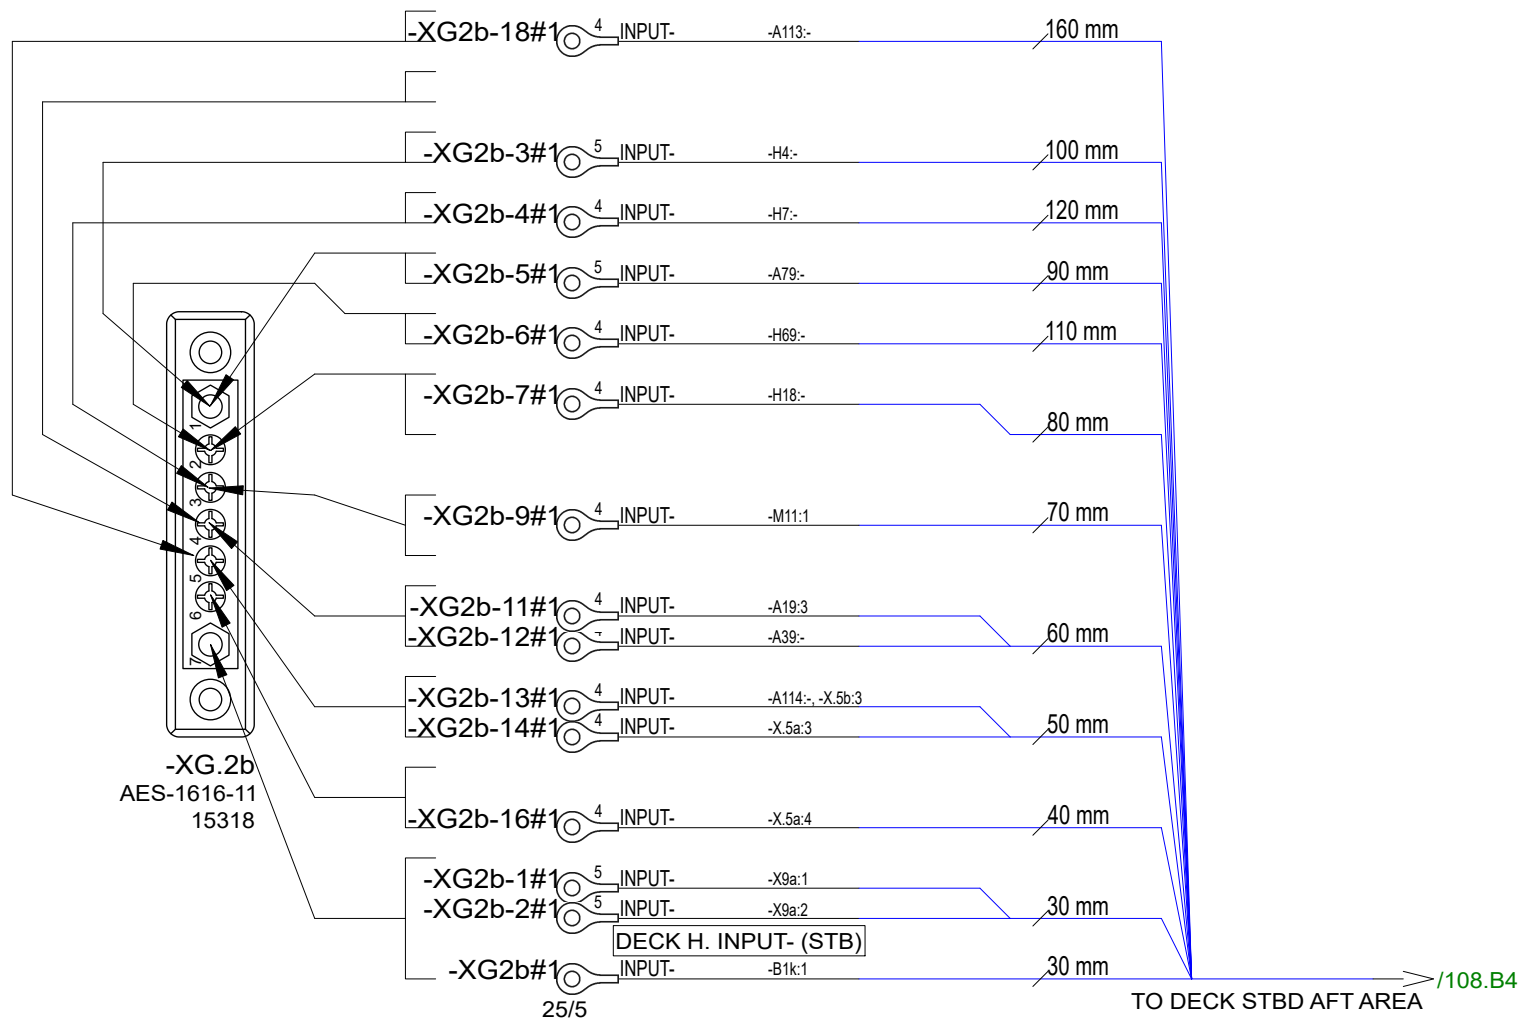 -XG2b-18#1 4 INPUT- -A113:- 160 mm
-XG2b-3#1 5 INPUT- -H4:- 100 mm
-XG2b-4#1 4 INPUT- -H7:- 120 mm
-XG2b-5#1 5 INPUT- -A79:- 90 mm
-XG2b-6#1 4 INPUT- -H69:- 110 mm
-XG2b-7#1 4 INPUT- -H18:-
80 mm
1
2
3
4
5
6
7
-XG2b-9#1 4 INPUT- -M11:1 70 mm
-XG2b-11#1 4 INPUT- -A19:3
-XG2b-12#1 INPUT- -A39:- 60 mm
-XG2b-13#1 4 INPUT- -A114:-, -X.5b:3
-XG2b-14#1 4 INPUT- -X.5a:3 50 mm
-XG.2b
AES-1616-11
15318
-XG2b-16#1 4 INPUT- -X.5a:4 40 mm
-XG2b-1#1 5 INPUT- -X9a:1
-XG2b-2#1 5 INPUT- -X9a:2 30 mm
DECK H. INPUT- (STB)
-XG2b#1 INPUT- -B1k:1 30 mm
25/5
/108.B4
TO DECK STBD AFT AREA